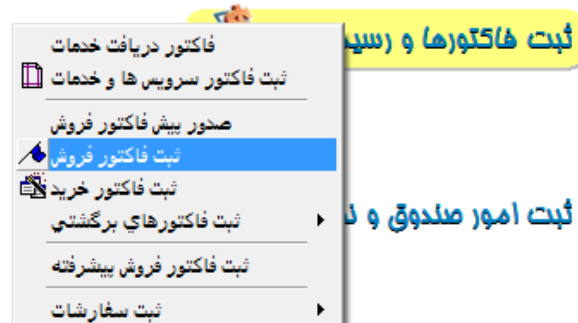 ثبت فاکتورها و
فاکتور دریافت خدمات
ثبت فاکتور سرویس ها و خدمات
صدور پیش فاکتور فروش
ثبت فاکتور فروش
ثبت فاکتور خرید
ثبت فاکتورهاي برگشتي
ثبت فاکتور فروش پیشرفته
ثبت سفارشات
ثبت امور صندوق و